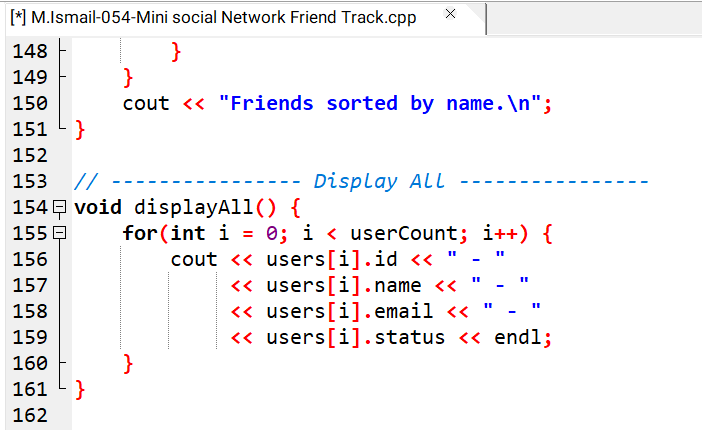 [*] M.Ismail-054-Mini social Network Friend Track.cpp ×
148 }
149 }
150 cout << "Friends sorted by name.\n";
151 }
152
153 // ---------------- Display All ----------------
154 void displayAll() {
155 for(int i = 0; i < userCount; i++) {
156 cout << users[i].id << " - "
157 << users[i].name << " - "
158 << users[i].email << " - "
159 << users[i].status << endl;
160 }
161 }
162